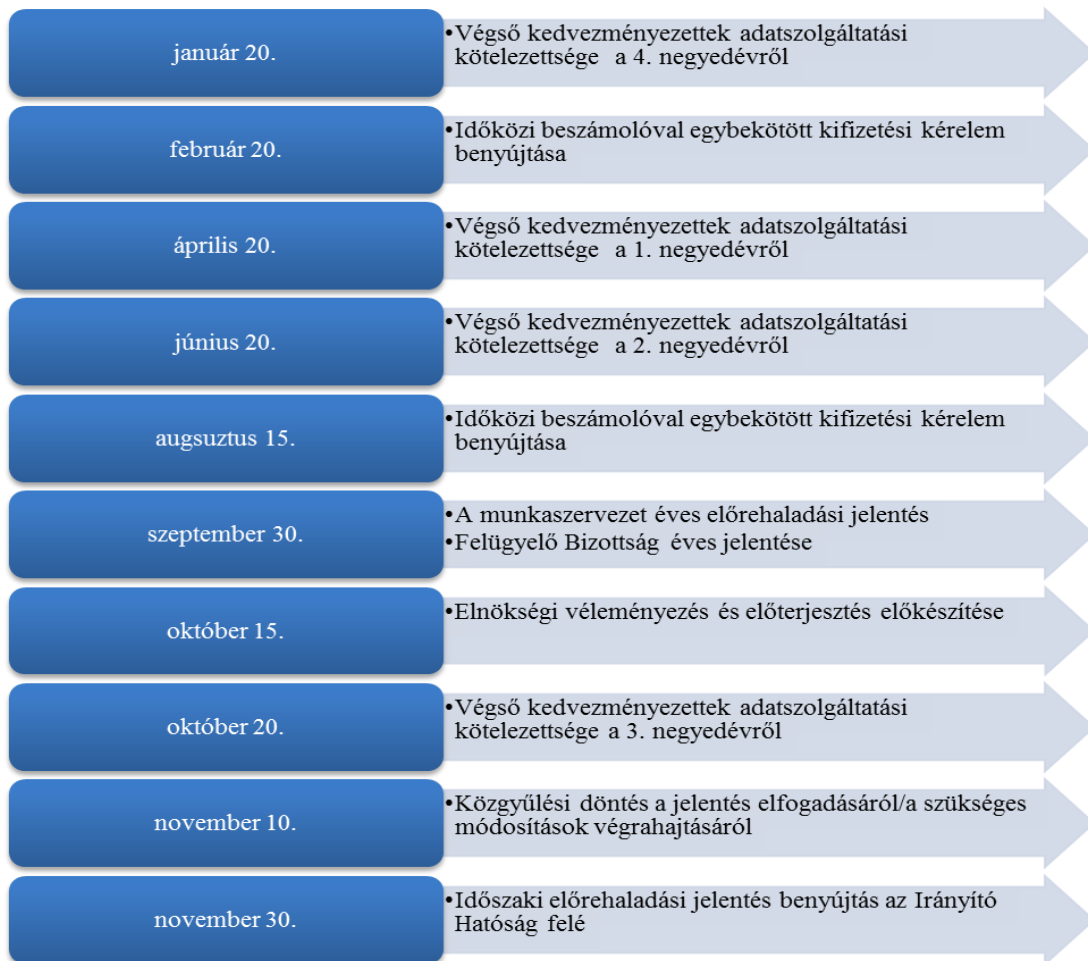 január 20.
•Végső kedvezményezettek adatszolgáltatási
kötelezettsége a 4. negyedévről
február 20.
•Időközi beszámolóval egybekötött kifizetési kérelem
benyújtása
április 20.
•Végső kedvezményezettek adatszolgáltatási
kötelezettsége a 1. negyedévről
június 20.
•Végső kedvezményezettek adatszolgáltatási
kötelezettsége a 2. negyedévről
augsuztus 15.
•Időközi beszámolóval egybekötött kifizetési kérelem
benyújtása
szeptember 30.
•A munkaszervezet éves előrehaladási jelentés
•Felügyelő Bizottság éves jelentése
október 15.
•Elnökségi véleményezés és előterjesztés előkészítése
október 20.
•Végső kedvezményezettek adatszolgáltatási
kötelezettsége a 3. negyedévről
november 10.
•Közgyűlési döntés a jelentés elfogadásáról/a szükséges
módosítások végrahajtásáról
november 30.
•Időszaki előrehaladási jelentés benyújtás az Irányító
Hatóság felé